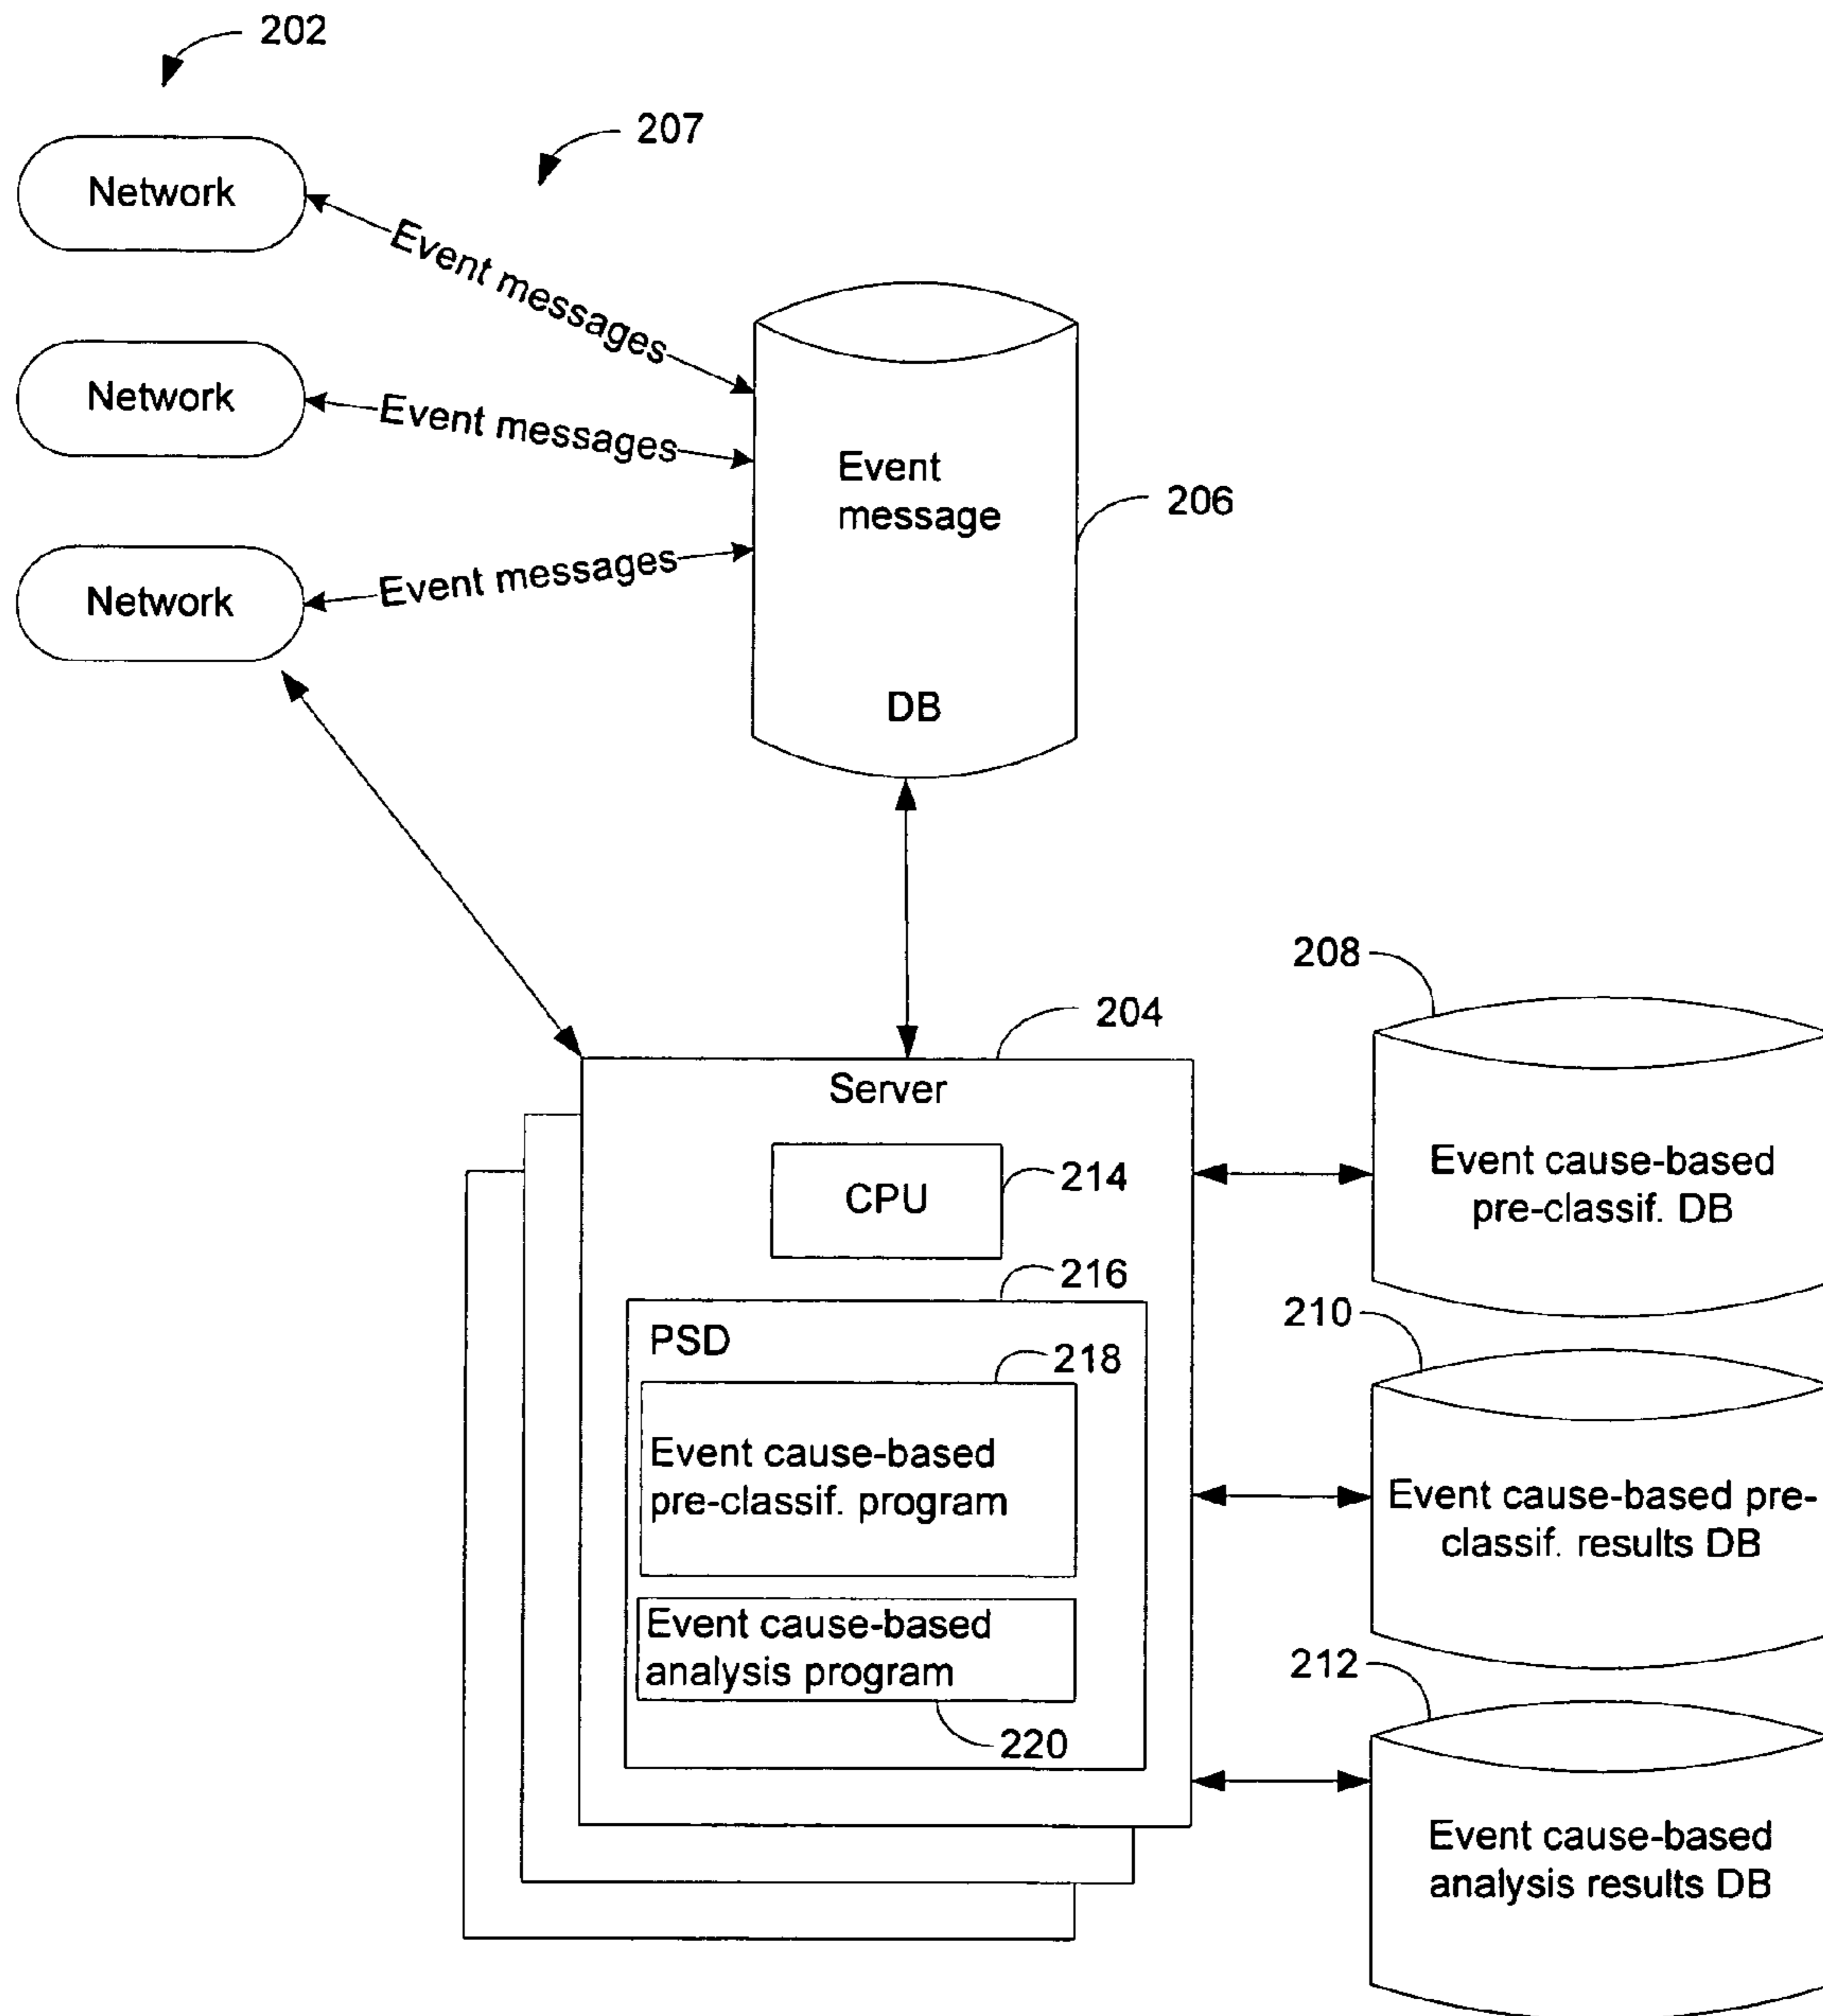 202
207
Network
Event messages
Network
Event messages
Network
Event messages
Event
message
DB
206
204
Server
CPU
214
216
PSD
218
Event cause-based
pre-classif. program
Event cause-based
analysis program
220
208
Event cause-based
pre-classif. DB
210
Event cause-based pre-
classif. results DB
212
Event cause-based
analysis results DB